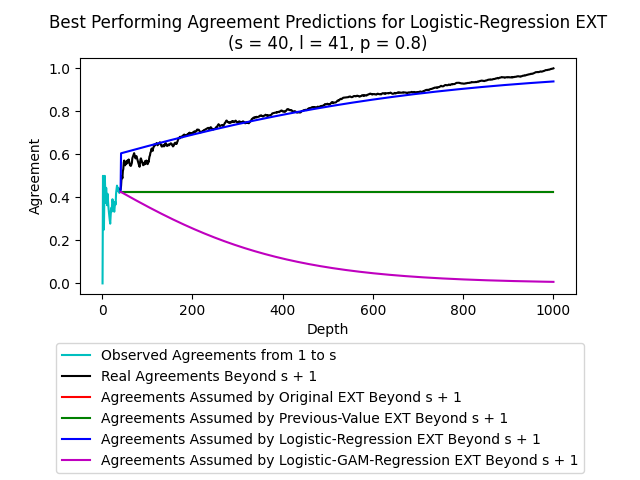 Best Performing Agreement Predictions for Logistic-Regression EXT
(s = 40, l = 41, p = 0.8)
1.0
0.8
0.6
0.4
0.2
0.0
Agreement
0 200 400 600 800 1000
Depth
Observed Agreements from 1 to s
Real Agreements Beyond s + 1
Agreements Assumed by Original EXT Beyond s + 1
Agreements Assumed by Previous-Value EXT Beyond s + 1
Agreements Assumed by Logistic-Regression EXT Beyond s + 1
Agreements Assumed by Logistic-GAM-Regression EXT Beyond s + 1